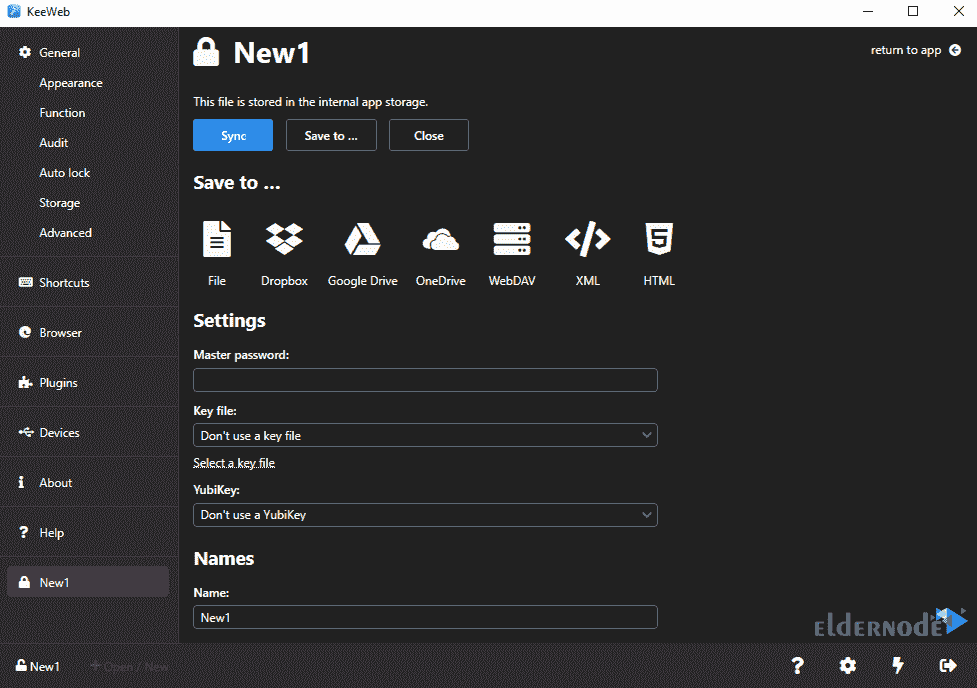 KeeWeb
General
Appearance
Function
Audit
Auto lock
Storage
Advanced
Shortcuts
Browser
Plugins
Devices
About
Help
New1
New1
return to app
This file is stored in the internal app storage.
Sync
Save to ...
Close
Save to ...
File
Dropbox
Google Drive
OneDrive
WebDAV
XML
HTML
Settings
Master password:
Key file:
Don't use a key file
Select a key file
YubiKey:
Don't use a YubiKey
Names
Name:
New1
eldernode
New1
+ Open / New